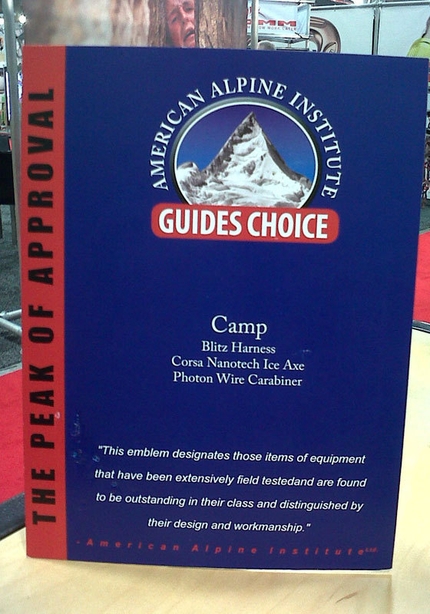 THE PEAK OF APPROVAL
AMERICAN ALPINE INSTITUTE
GUIDES CHOICE
Camp
Blitz Harness
Corsa Nanotech Ice Axe
Photon Wire Carabiner
"This emblem designates those items of equipment
that have been extensively field testedand are found
to be outstanding in their class and distinguished by
their design and workmanship."
- American Alpine Institute Ltd.